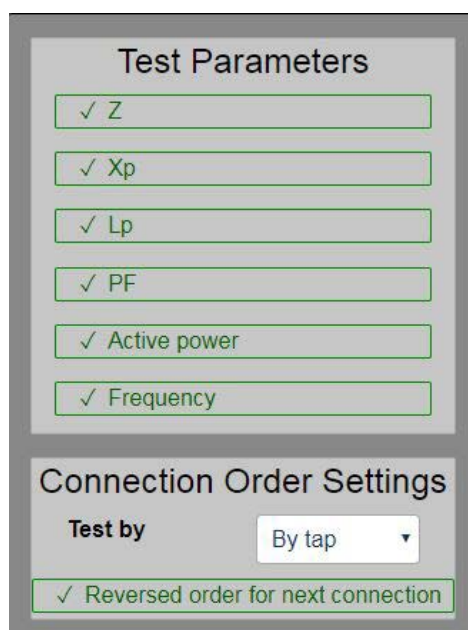 Test Parameters
✓ Z
✓ Xp
✓ Lp
✓ PF
✓ Active power
✓ Frequency
Connection Order Settings
Test by By tap
✓ Reversed order for next connection